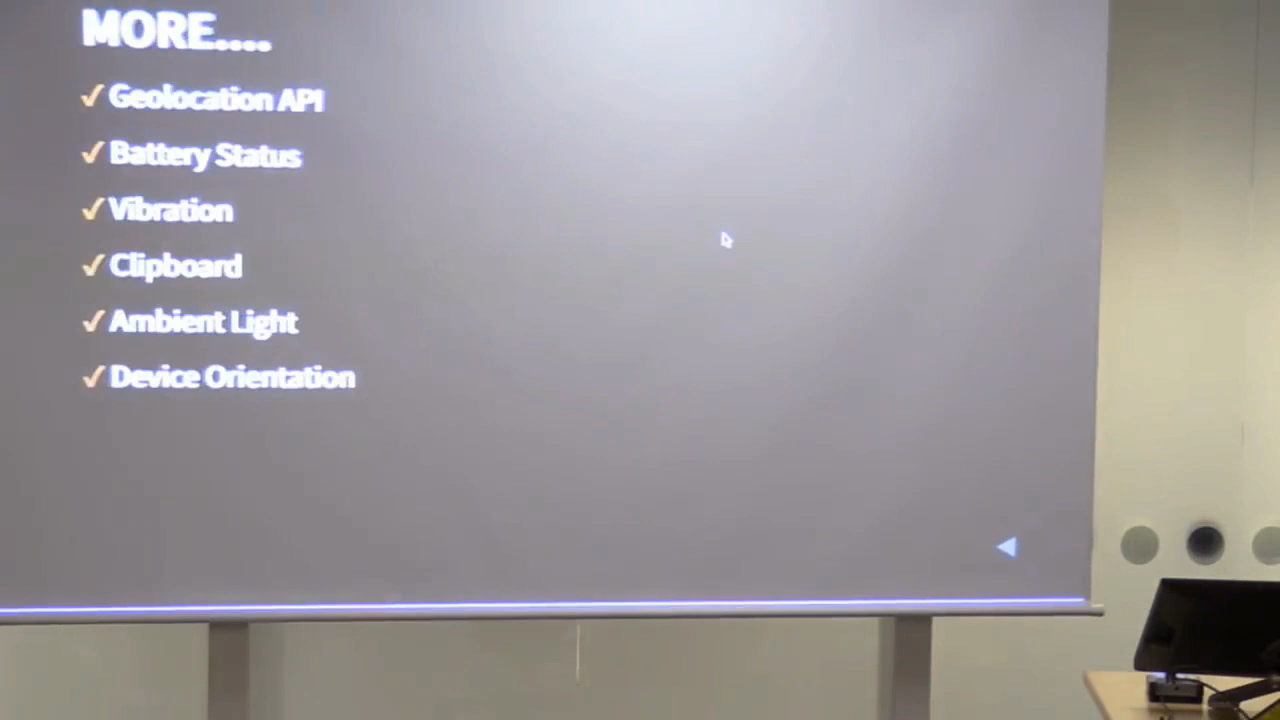 MORE....
✓ Geolocation API
✓ Battery Status
✓ Vibration
✓ Clipboard
✓ Ambient Light
✓ Device Orientation